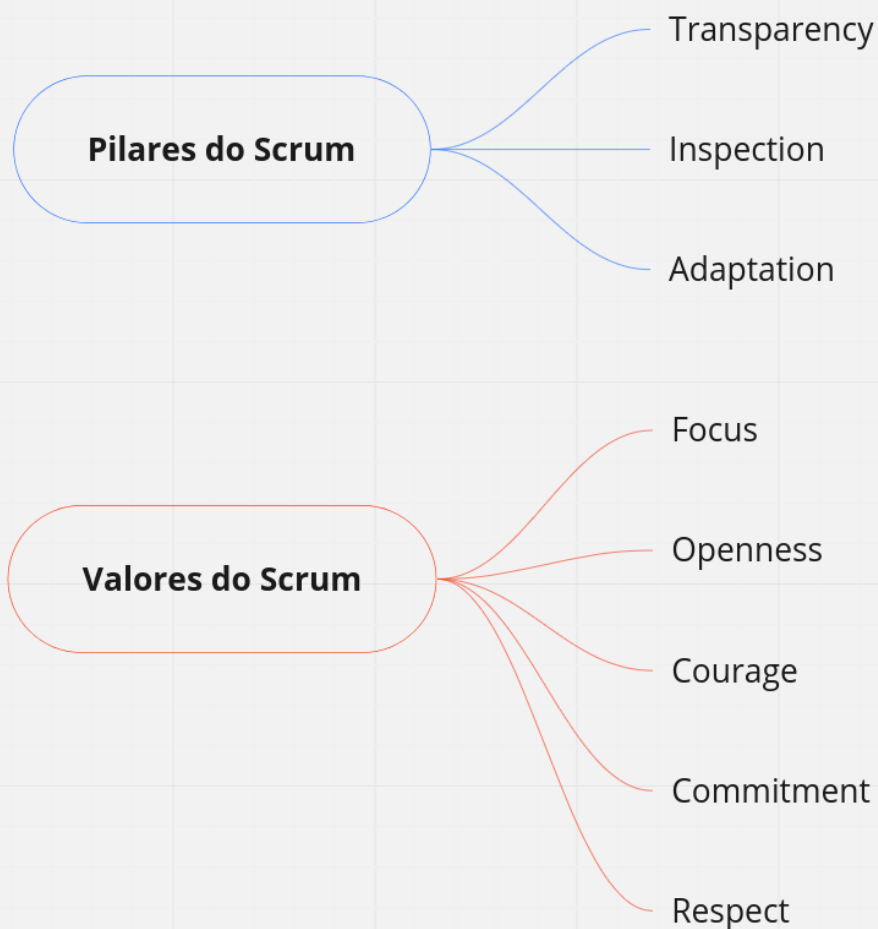 Pilares do Scrum
Transparency
Inspection
Adaptation
Valores do Scrum
Focus
Openness
Courage
Commitment
Respect